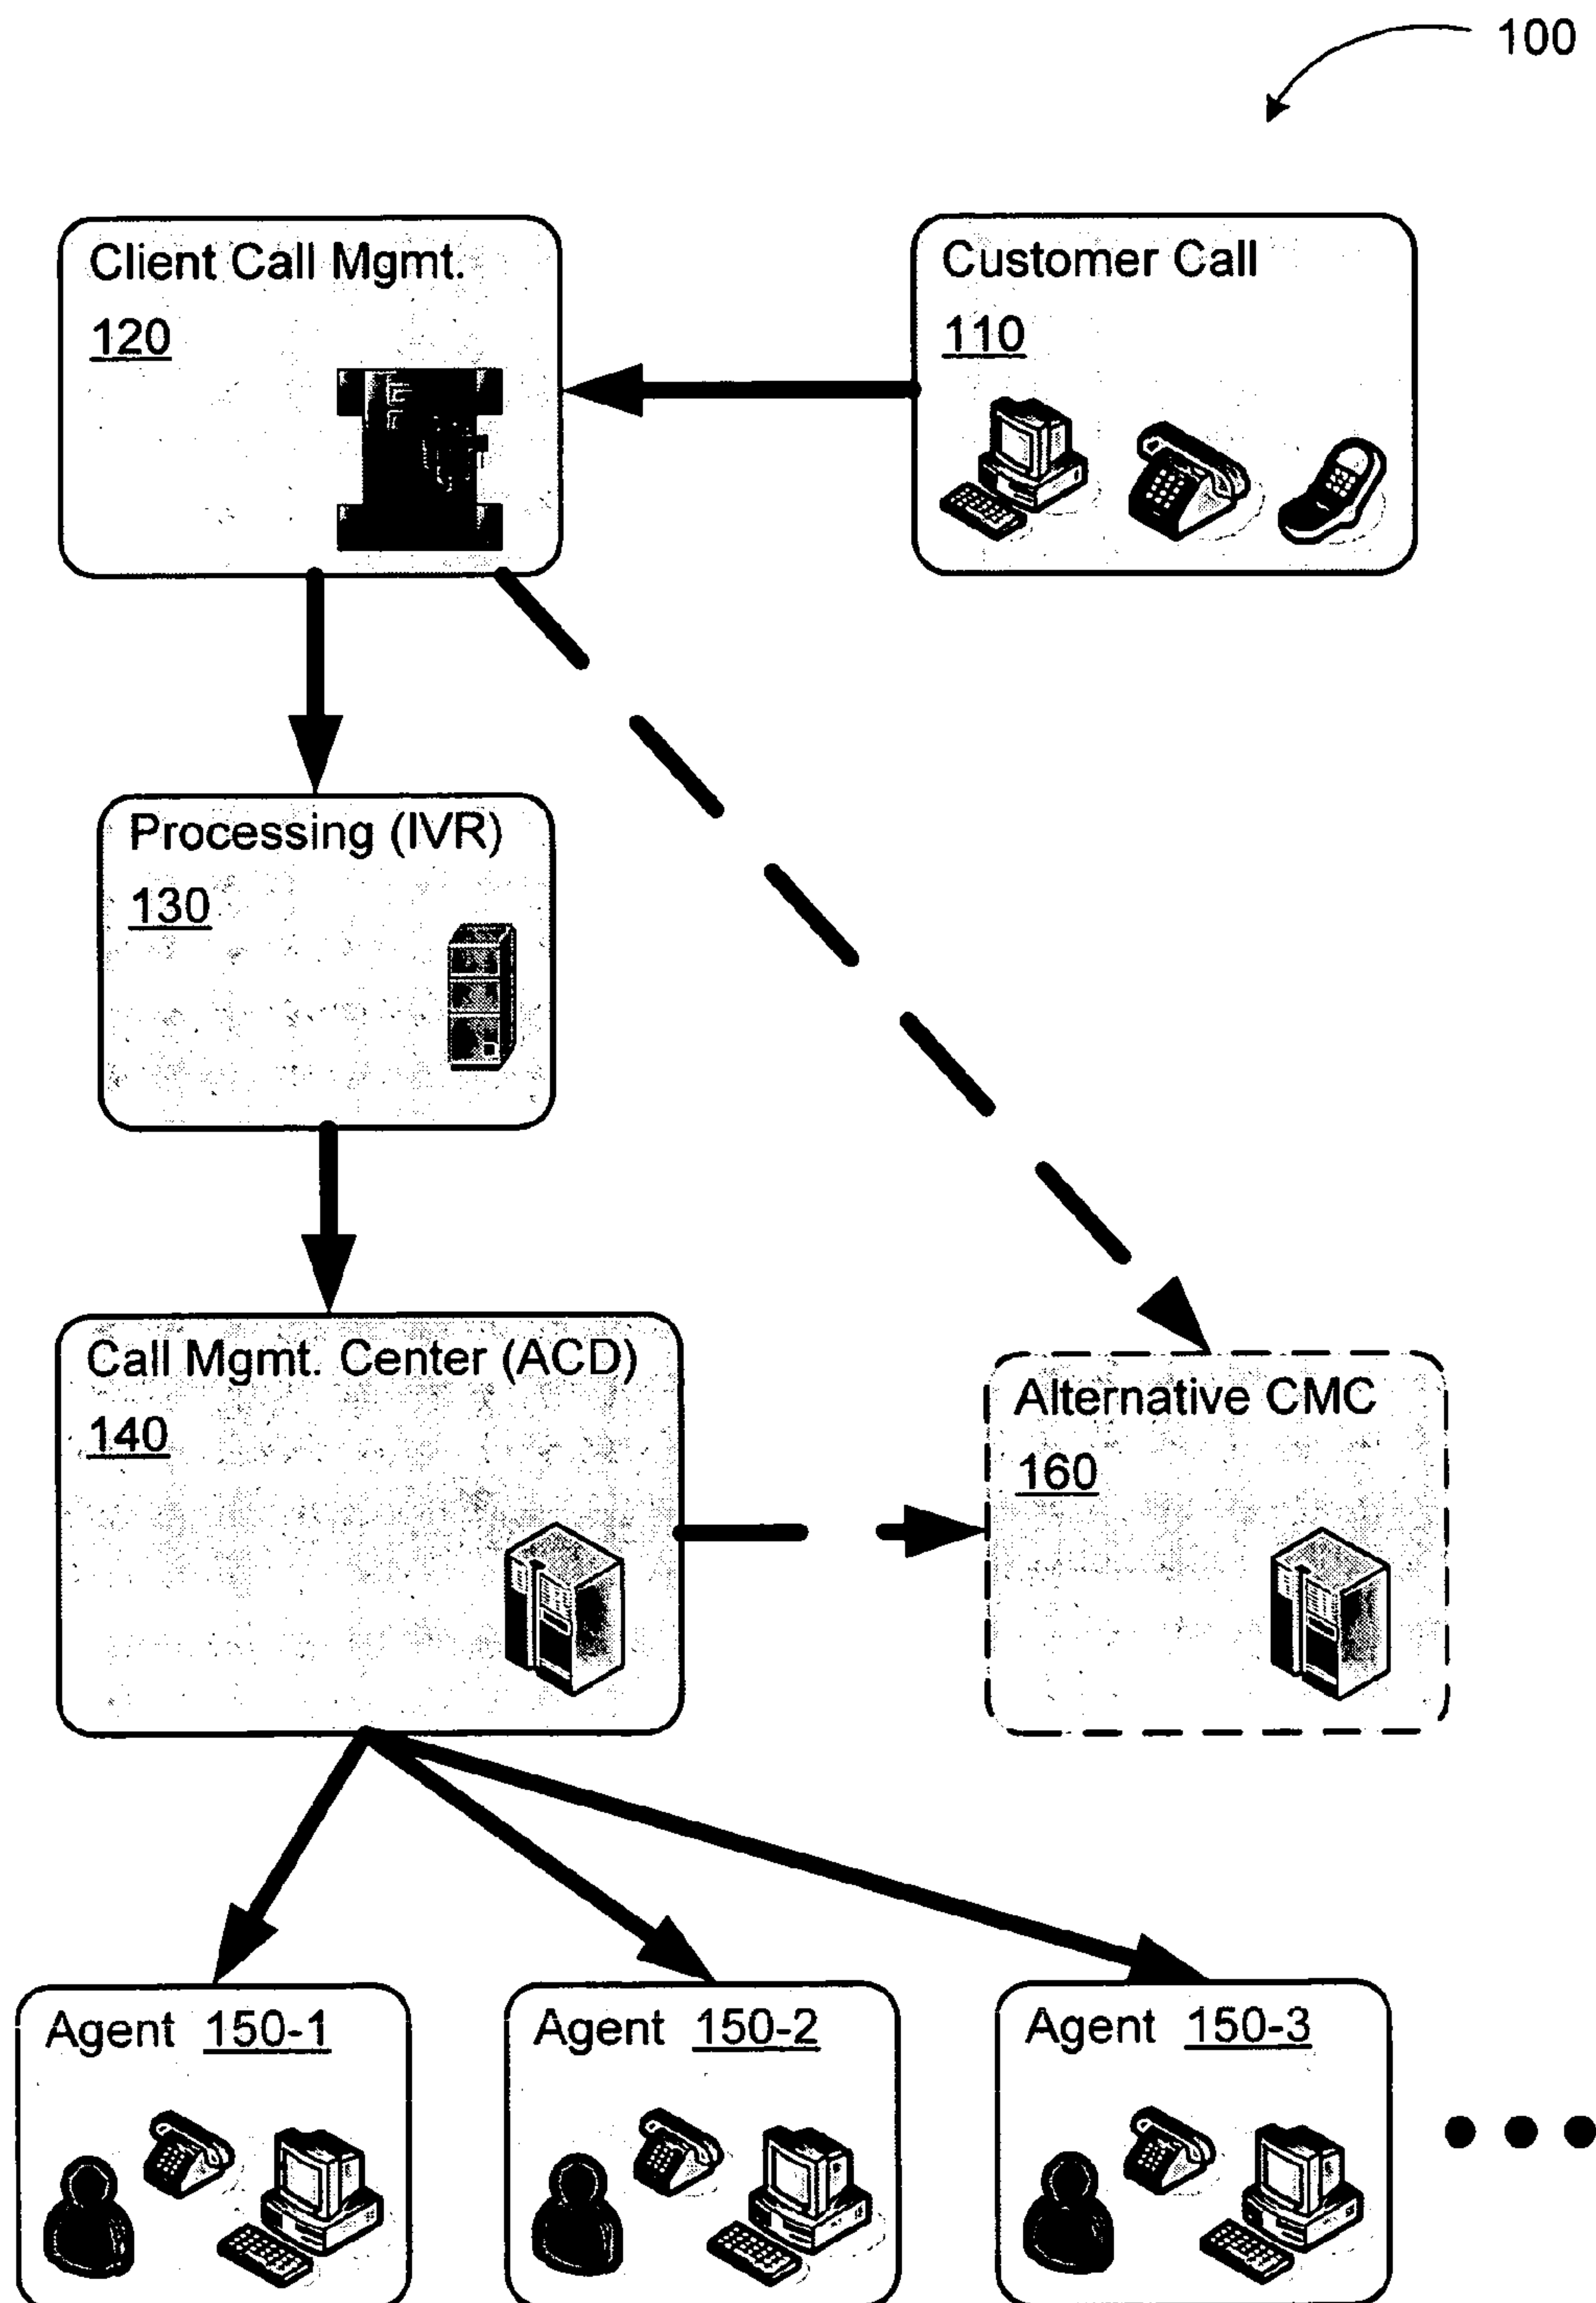 100
Client Call Mgmt.
120
Customer Call
110
Processing (IVR)
130
Call Mgmt. Center (ACD)
140
Alternative CMC
160
Agent 150-1
Agent 150-2
Agent 150-3